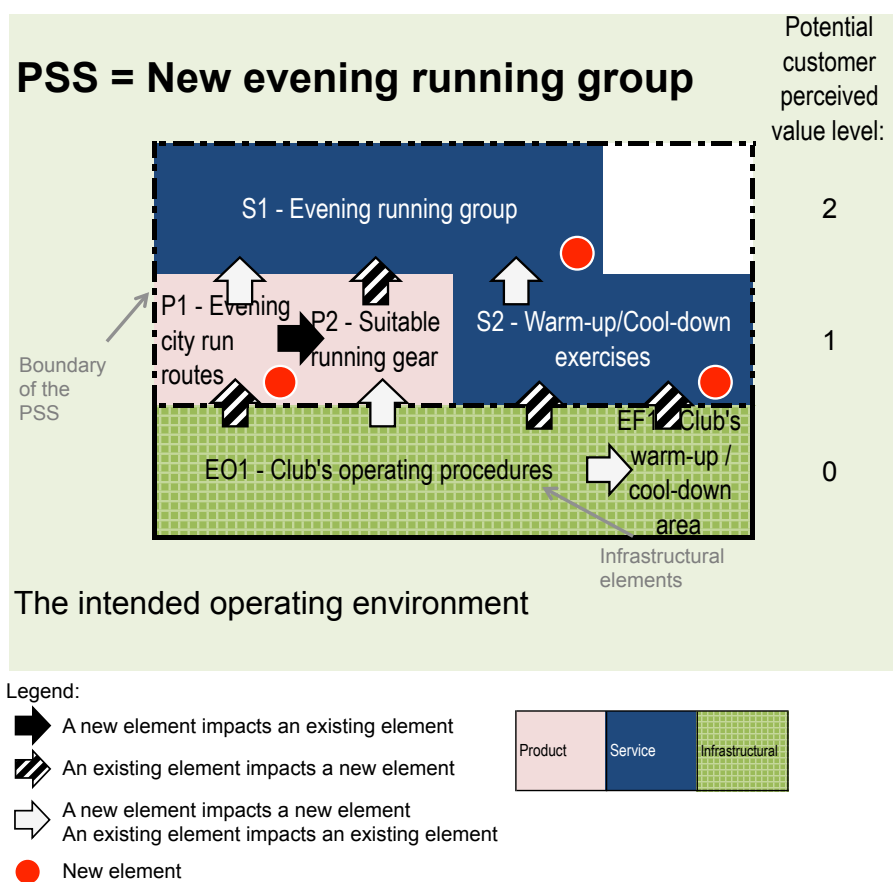 Potential
customer
perceived
value level:
PSS = New evening running group
S1 - Evening running group
2
P1 - Evening
city run
routes
P2 - Suitable
running gear
S2 - Warm-up/Cool-down
exercises
1
Boundary
of the
PSS
EO1 - Club's operating procedures
EF1 - Club's
warm-up /
cool-down
area
0
Infrastructural
elements
The intended operating environment
Legend:
A new element impacts an existing element
An existing element impacts a new element
A new element impacts a new element
An existing element impacts an existing element
New element
Product
Service
Infrastructural